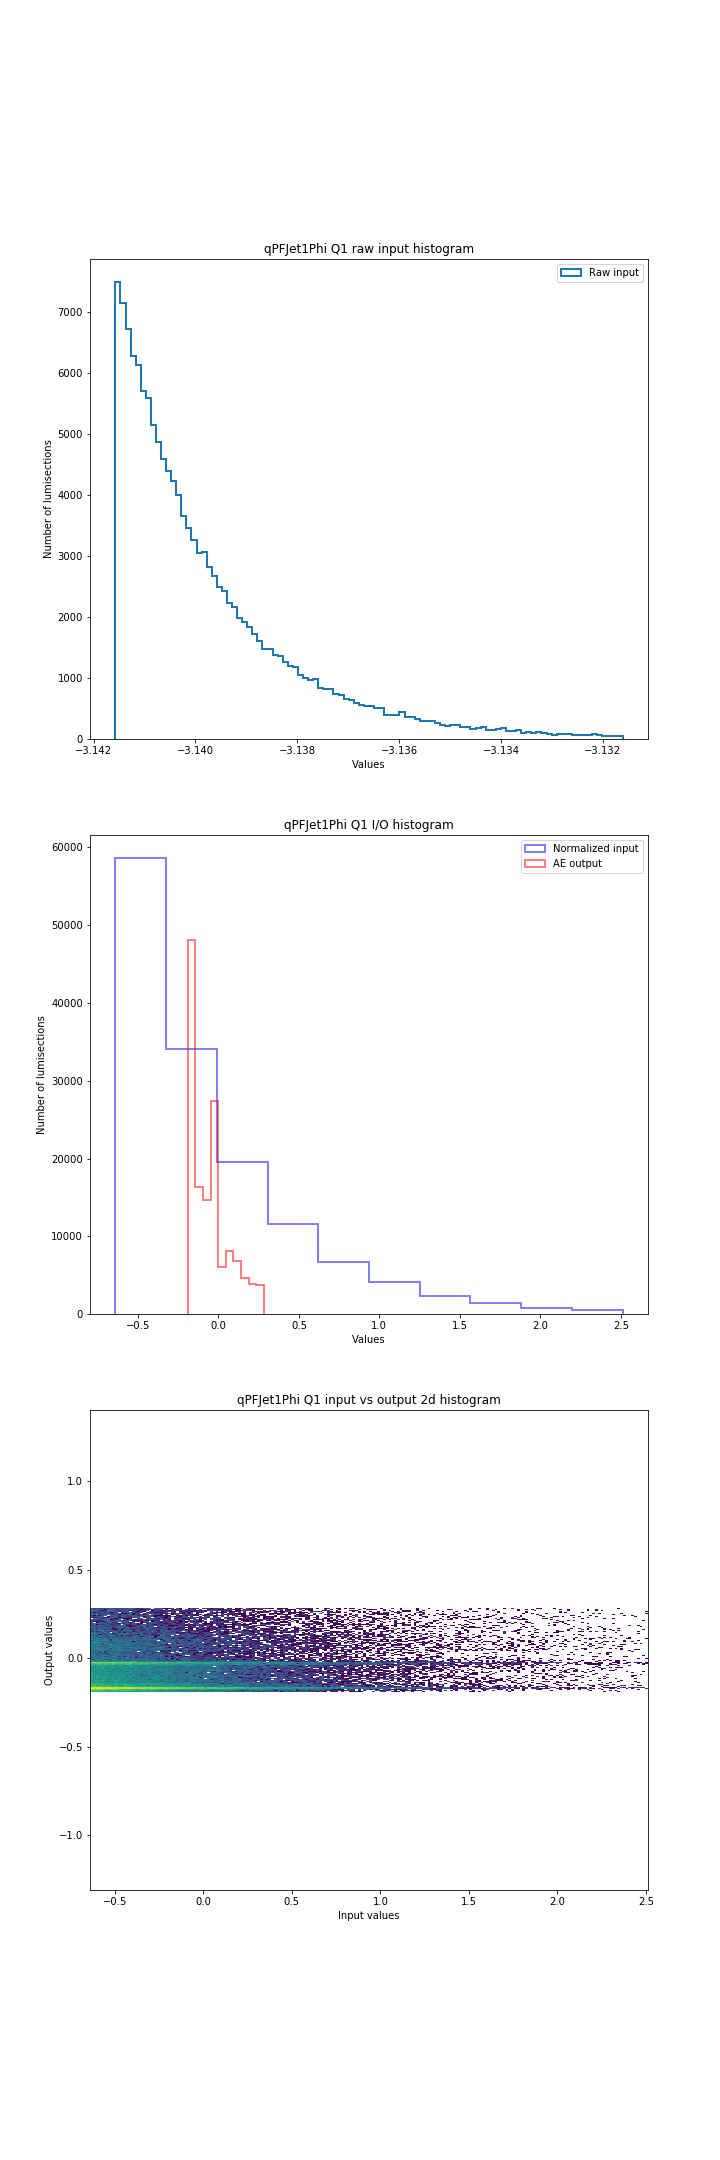 qPFJet1Phi Q1 raw input histogram
Raw input
7000
6000
5000
4000
3000
2000
1000
0
Number of lumisections
−3.142 −3.140 −3.138 −3.136 −3.134 −3.132
Values
qPFJet1Phi Q1 I/O histogram
Normalized input
AE output
60000
50000
40000
30000
20000
10000
0
Number of lumisections
−0.5 0.0 0.5 1.0 1.5 2.0 2.5
Values
qPFJet1Phi Q1 input vs output 2d histogram
1.0
0.5
0.0
−0.5
−1.0
Output values
−0.5 0.0 0.5 1.0 1.5 2.0 2.5
Input values